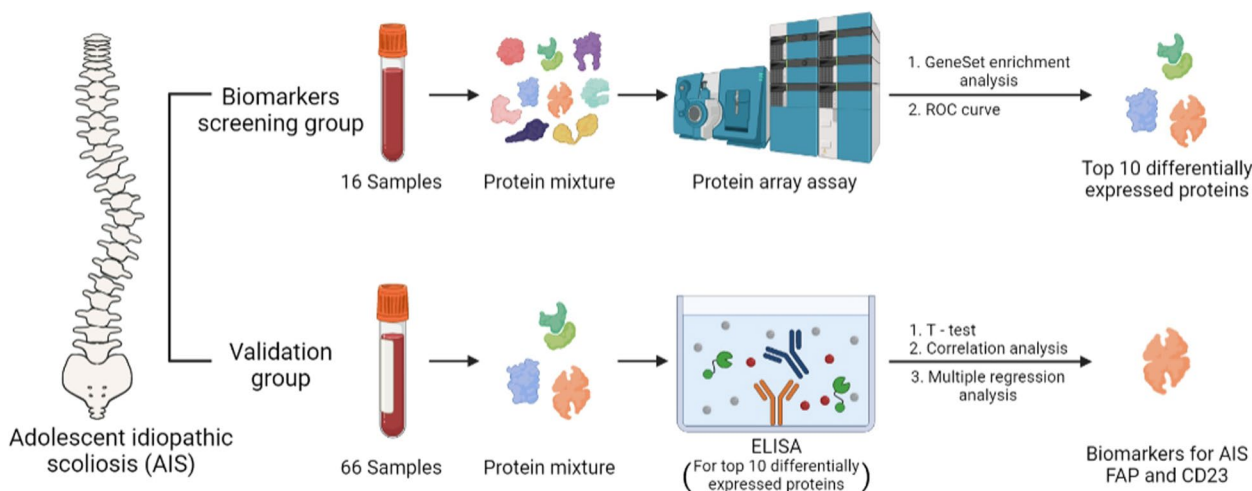 Biomarkers
screening group
16 Samples
Protein mixture
Protein array assay
1. GeneSet enrichment
analysis
2. ROC curve
Top 10 differentially
expressed proteins
Adolescent idiopathic
scoliosis (AIS)
Validation
group
66 Samples
Protein mixture
ELISA
(For top 10 differentially
expressed proteins)
1. T - test
2. Correlation analysis
3. Multiple regression
analysis
Biomarkers for AIS
FAP and CD23